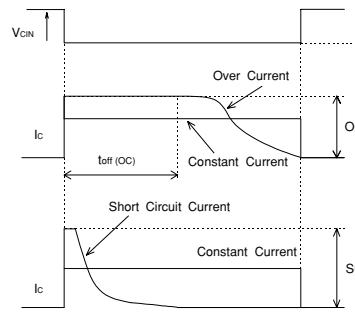 VCIN
Over Current
IC
O
toff (OC)
Constant Current
Short Circuit Current
Constant Current
IC
S